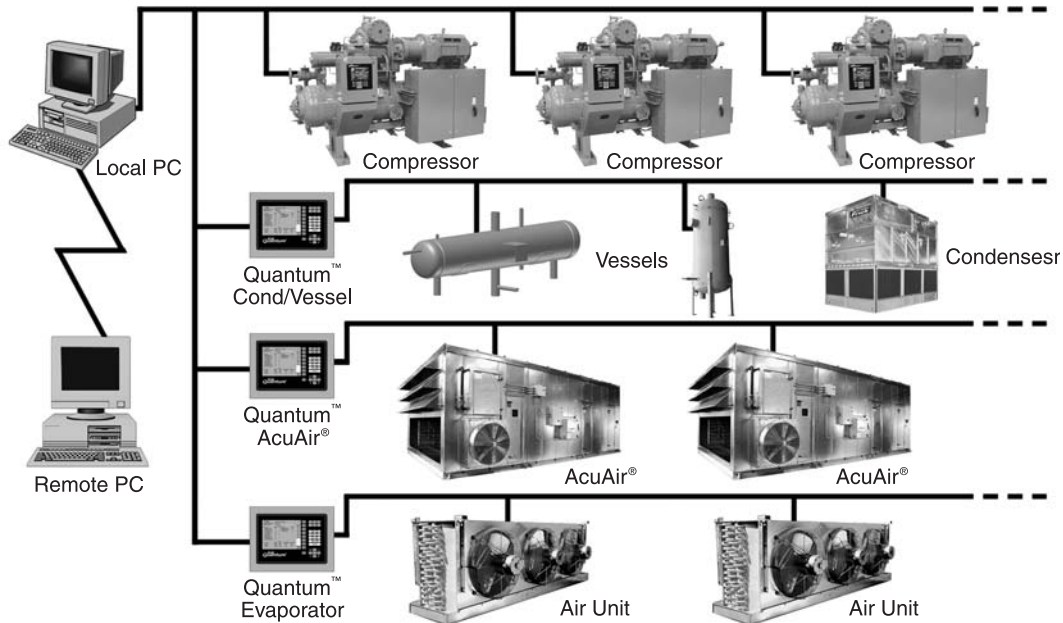 Local PC
Compressor
Compressor
Compressor
Quantum™
Cond/Vessel
Vessels
Condensesr
Quantum™
AcuAir®
AcuAir®
AcuAir®
Remote PC
Quantum™
Evaporator
Air Unit
Air Unit